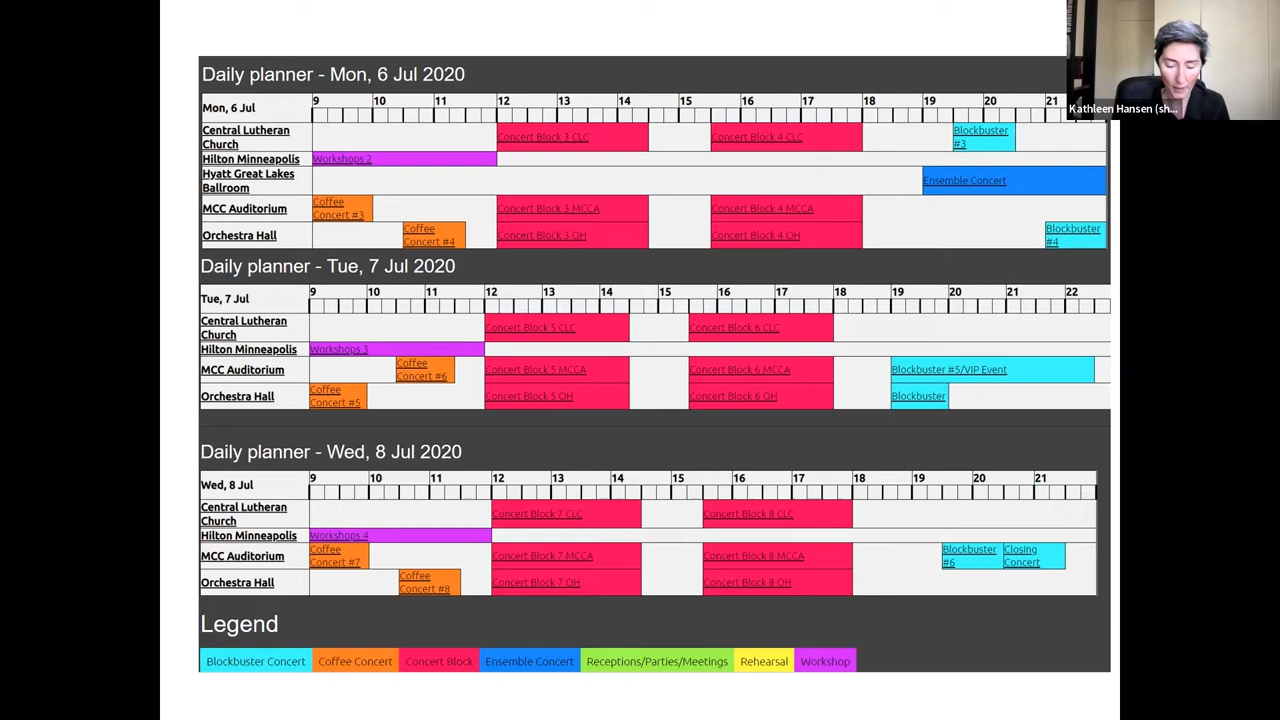 Daily planner - Mon, 6 Jul 2020
Mon, 6 Jul 9 10 11 12 13 14 15 16 17 18 19 20 21
Central Lutheran Church Concert Block 3 CLC Concert Block 4 CLC Blockbuster #3
Hilton Minneapolis Workshops 2
Hyatt Great Lakes Ballroom Ensemble Concert
MCC Auditorium Coffee Concert #3 Concert Block 3 MCCA Concert Block 4 MCCA
Orchestra Hall Coffee Concert #4 Concert Block 3 OH Concert Block 4 OH Blockbuster #4
Kathleen Hansen (sh...
Daily planner - Tue, 7 Jul 2020
Tue, 7 Jul 9 10 11 12 13 14 15 16 17 18 19 20 21 22
Central Lutheran Church Concert Block 5 CLC Concert Block 6 CLC
Hilton Minneapolis Workshops 3
MCC Auditorium Coffee Concert #6 Concert Block 5 MCCA Concert Block 6 MCCA Blockbuster #5/VIP Event
Orchestra Hall Coffee Concert #5 Concert Block 5 OH Concert Block 6 OH Blockbuster
Daily planner - Wed, 8 Jul 2020
Wed, 8 Jul 9 10 11 12 13 14 15 16 17 18 19 20 21
Central Lutheran Church Concert Block 7 CLC Concert Block 8 CLC
Hilton Minneapolis Workshops 4
MCC Auditorium Coffee Concert #7 Concert Block 7 MCCA Concert Block 8 MCCA Blockbuster #6 Closing Concert
Orchestra Hall Coffee Concert #8 Concert Block 7 OH Concert Block 8 OH
Legend
Blockbuster Concert Coffee Concert Concert Block Ensemble Concert Receptions/Parties/Meetings Rehearsal Workshop